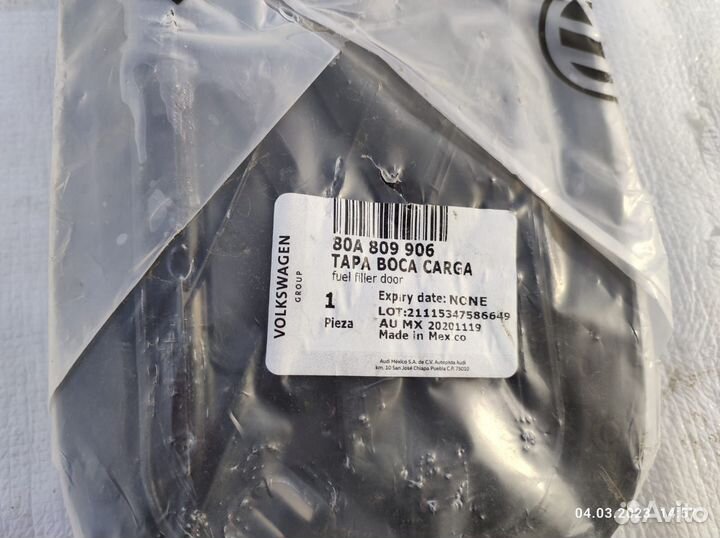 VOLKSWAGEN
GROUP
80A 809 906
TAPA BOCA CARGA
fuel filler door
1
Pieza
Expiry date: NONE
LOT:21115347586649
AU MX 20201119
Made in Mexico
Audi México S.A. de C.V. Autopista Audi
km. 10 San José Chiapa Puebla C.P. 75010
04.03.2023 14:57
Avito